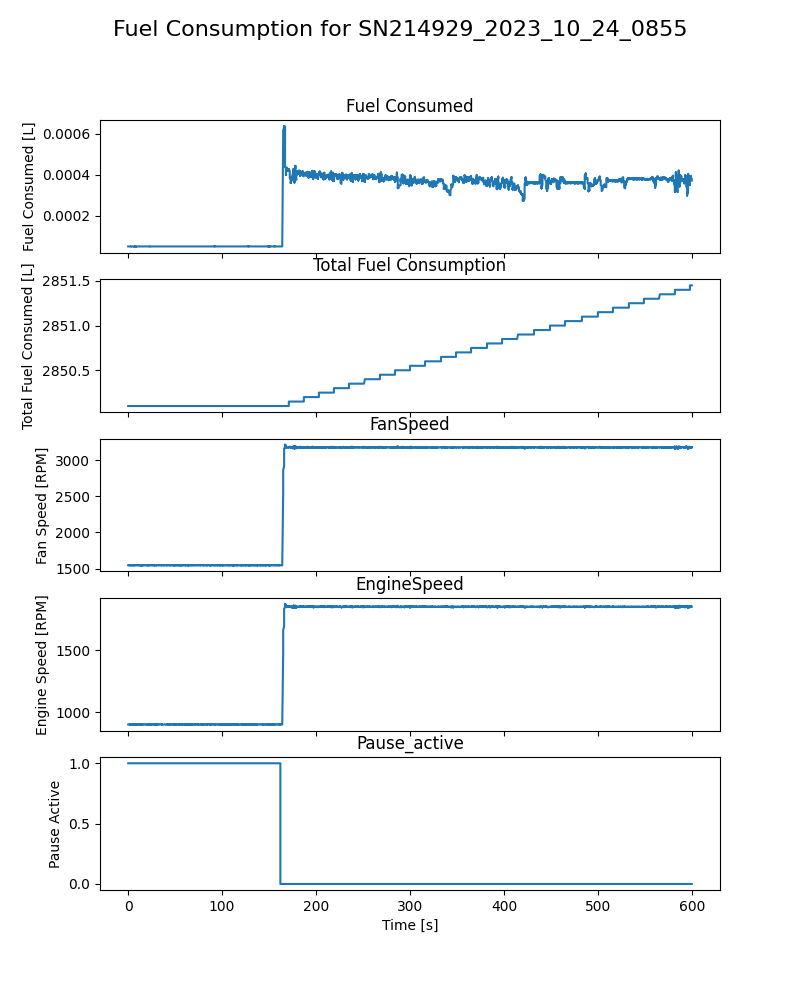 Fuel Consumption for SN214929_2023_10_24_0855
Fuel Consumed
Fuel Consumed [L]
0.0006
0.0004
0.0002
Total Fuel Consumption
Total Fuel Consumed [L]
2851.5
2851.0
2850.5
FanSpeed
Fan Speed [RPM]
3000
2500
2000
1500
EngineSpeed
Engine Speed [RPM]
1500
1000
Pause_active
Pause Active
1.0
0.5
0.0
0 100 200 300 400 500 600
Time [s]